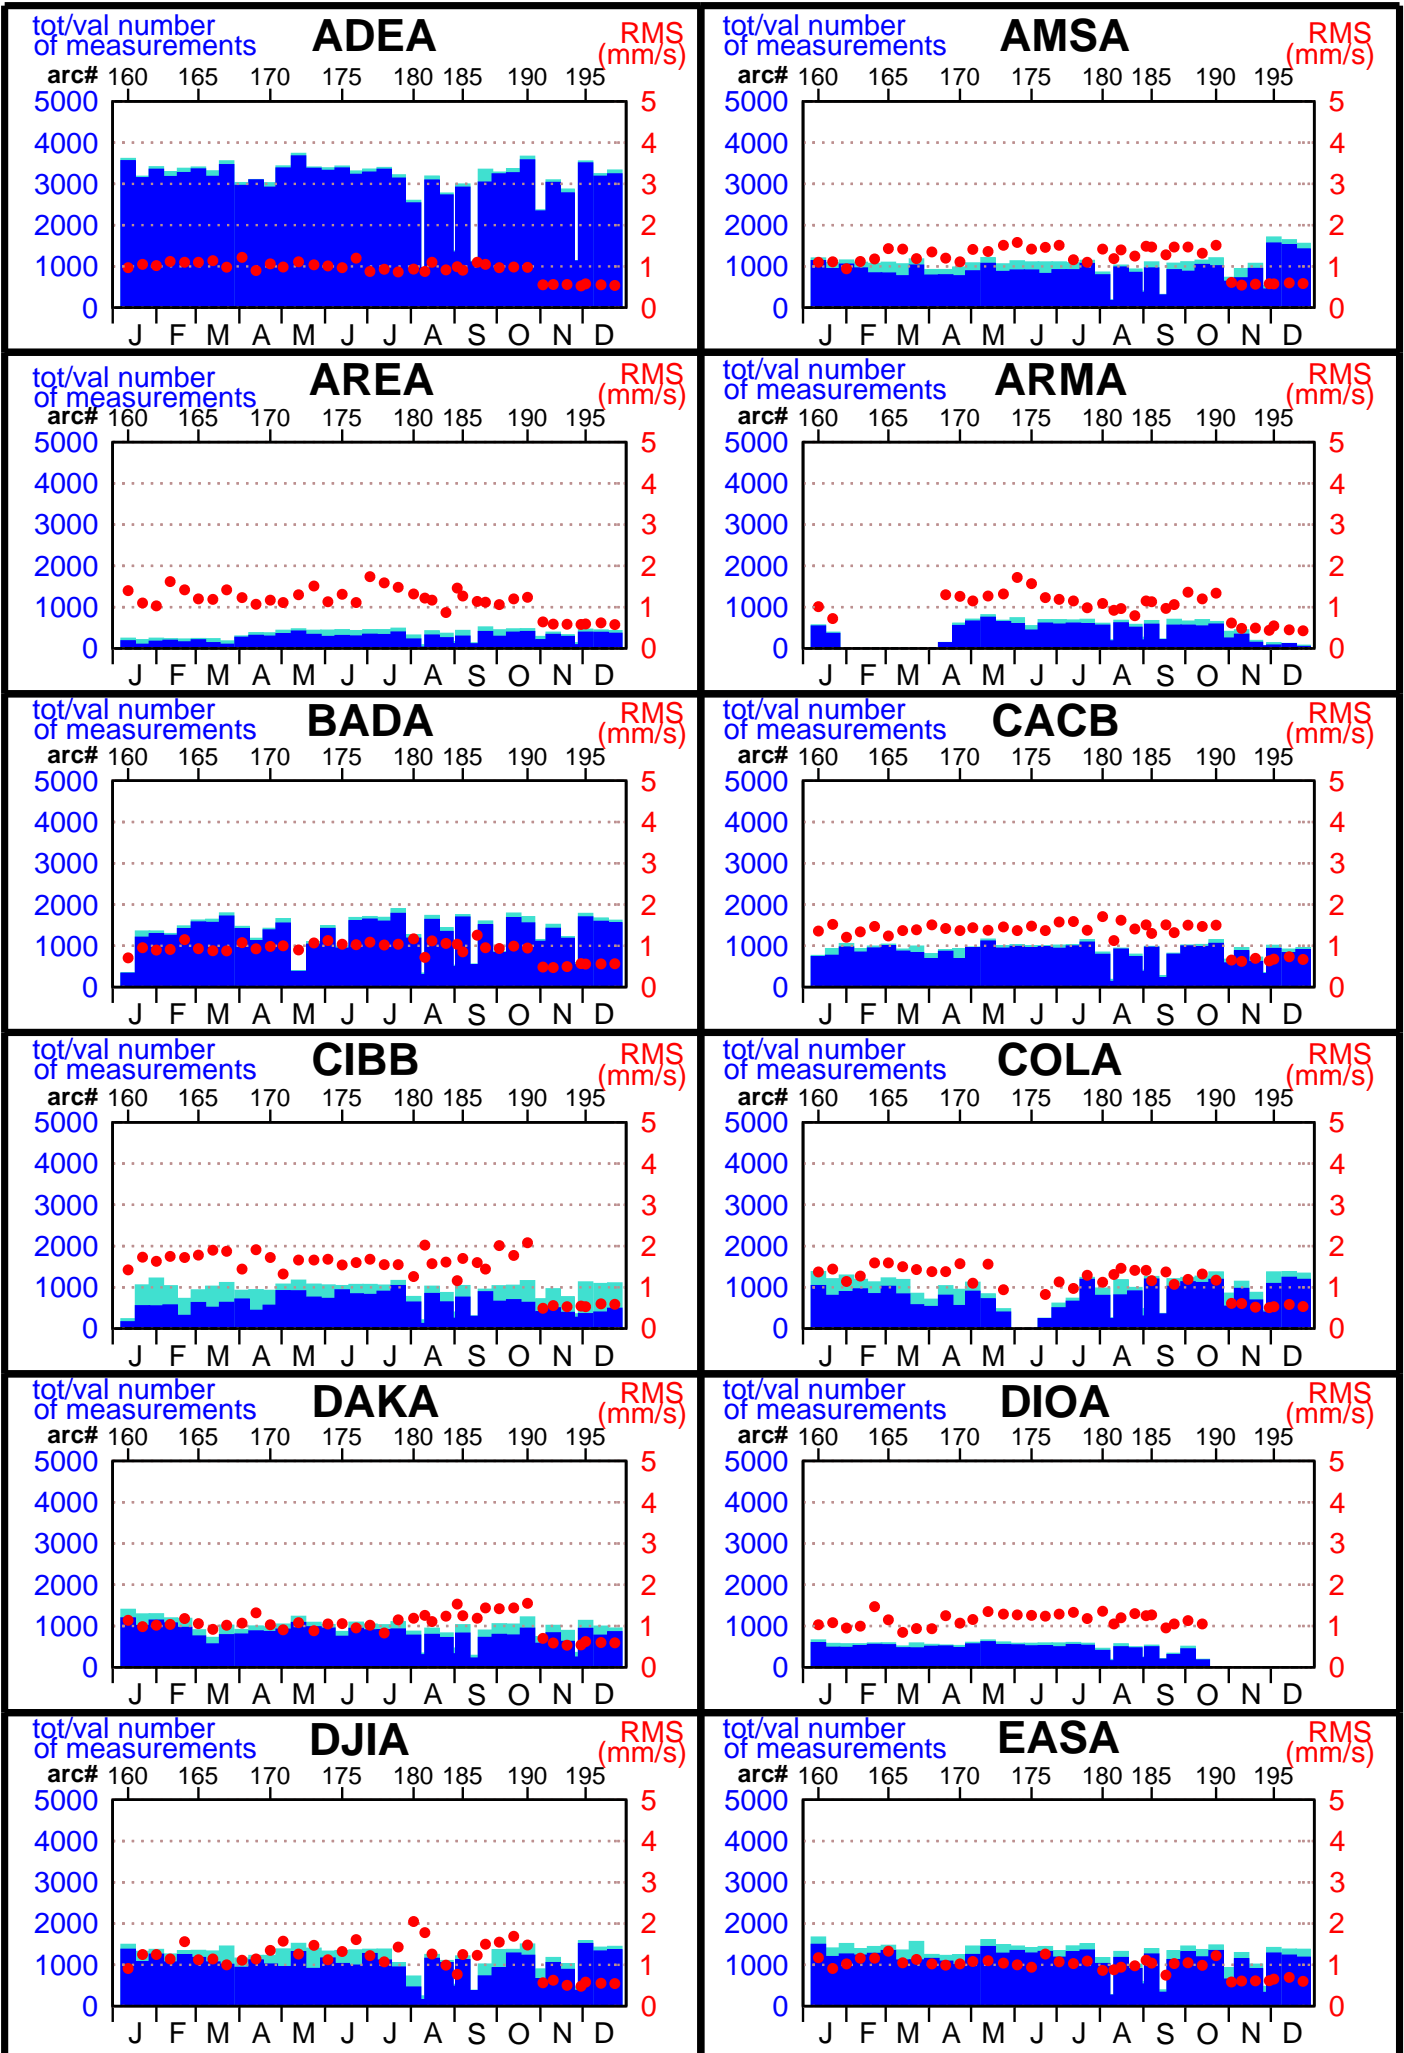 tot/val number
of measurements
ADEA
RMS
(mm/s)
arc# 160 165 170 175 180 185 190 195
5000 5
4000 4
3000 3
2000 2
1000 1
0 0
J F M A M J J A S O N D
tot/val number
of measurements
AMSA
RMS
(mm/s)
arc# 160 165 170 175 180 185 190 195
5000 5
4000 4
3000 3
2000 2
1000 1
0 0
J F M A M J J A S O N D
tot/val number
of measurements
AREA
RMS
(mm/s)
arc# 160 165 170 175 180 185 190 195
5000 5
4000 4
3000 3
2000 2
1000 1
0 0
J F M A M J J A S O N D
tot/val number
of measurements
ARMA
RMS
(mm/s)
arc# 160 165 170 175 180 185 190 195
5000 5
4000 4
3000 3
2000 2
1000 1
0 0
J F M A M J J A S O N D
tot/val number
of measurements
BADA
RMS
(mm/s)
arc# 160 165 170 175 180 185 190 195
5000 5
4000 4
3000 3
2000 2
1000 1
0 0
J F M A M J J A S O N D
tot/val number
of measurements
CACB
RMS
(mm/s)
arc# 160 165 170 175 180 185 190 195
5000 5
4000 4
3000 3
2000 2
1000 1
0 0
J F M A M J J A S O N D
tot/val number
of measurements
CIBB
RMS
(mm/s)
arc# 160 165 170 175 180 185 190 195
5000 5
4000 4
3000 3
2000 2
1000 1
0 0
J F M A M J J A S O N D
tot/val number
of measurements
COLA
RMS
(mm/s)
arc# 160 165 170 175 180 185 190 195
5000 5
4000 4
3000 3
2000 2
1000 1
0 0
J F M A M J J A S O N D
tot/val number
of measurements
DAKA
RMS
(mm/s)
arc# 160 165 170 175 180 185 190 195
5000 5
4000 4
3000 3
2000 2
1000 1
0 0
J F M A M J J A S O N D
tot/val number
of measurements
DIOA
RMS
(mm/s)
arc# 160 165 170 175 180 185 190 195
5000 5
4000 4
3000 3
2000 2
1000 1
0 0
J F M A M J J A S O N D
tot/val number
of measurements
DJIA
RMS
(mm/s)
arc# 160 165 170 175 180 185 190 195
5000 5
4000 4
3000 3
2000 2
1000 1
0 0
J F M A M J J A S O N D
tot/val number
of measurements
EASA
RMS
(mm/s)
arc# 160 165 170 175 180 185 190 195
5000 5
4000 4
3000 3
2000 2
1000 1
0 0
J F M A M J J A S O N D